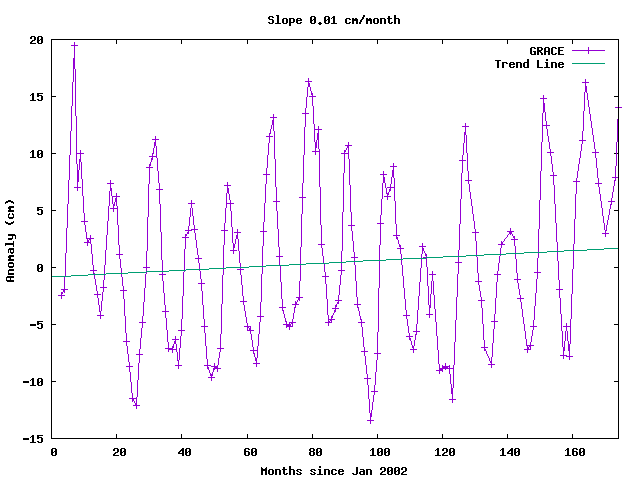 Slope 0.01 cm/month
GRACE
Trend Line
20
15
10
5
0
-5
-10
-15
Anomaly (cm)
0 20 40 60 80 100 120 140 160
Months since Jan 2002